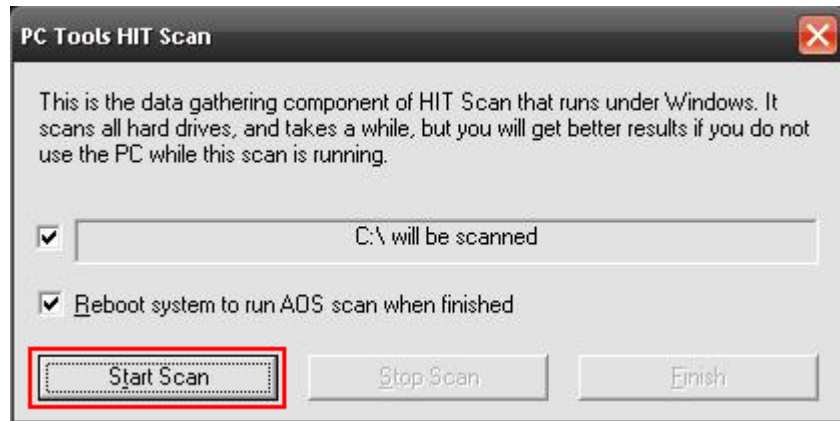 PC Tools HIT Scan
This is the data gathering component of HIT Scan that runs under Windows. It
scans all hard drives, and takes a while, but you will get better results if you do not
use the PC while this scan is running.
C:\ will be scanned
Reboot system to run AOS scan when finished
Start Scan Stop Scan Finish